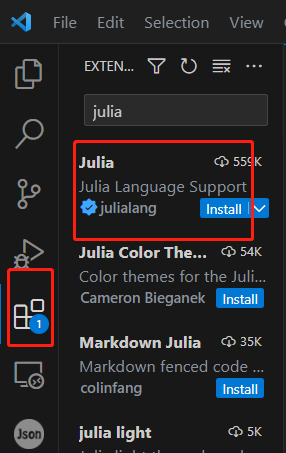 File Edit Selection View
EXTEN...
julia
Julia 559K
Julia Language Support
julialang Install
Julia Color The... 54K
Color themes for the Juli...
Cameron Bieganek Install
1
Markdown Julia 35K
Markdown fenced code ...
colinfang Install
Json
julia light 5K